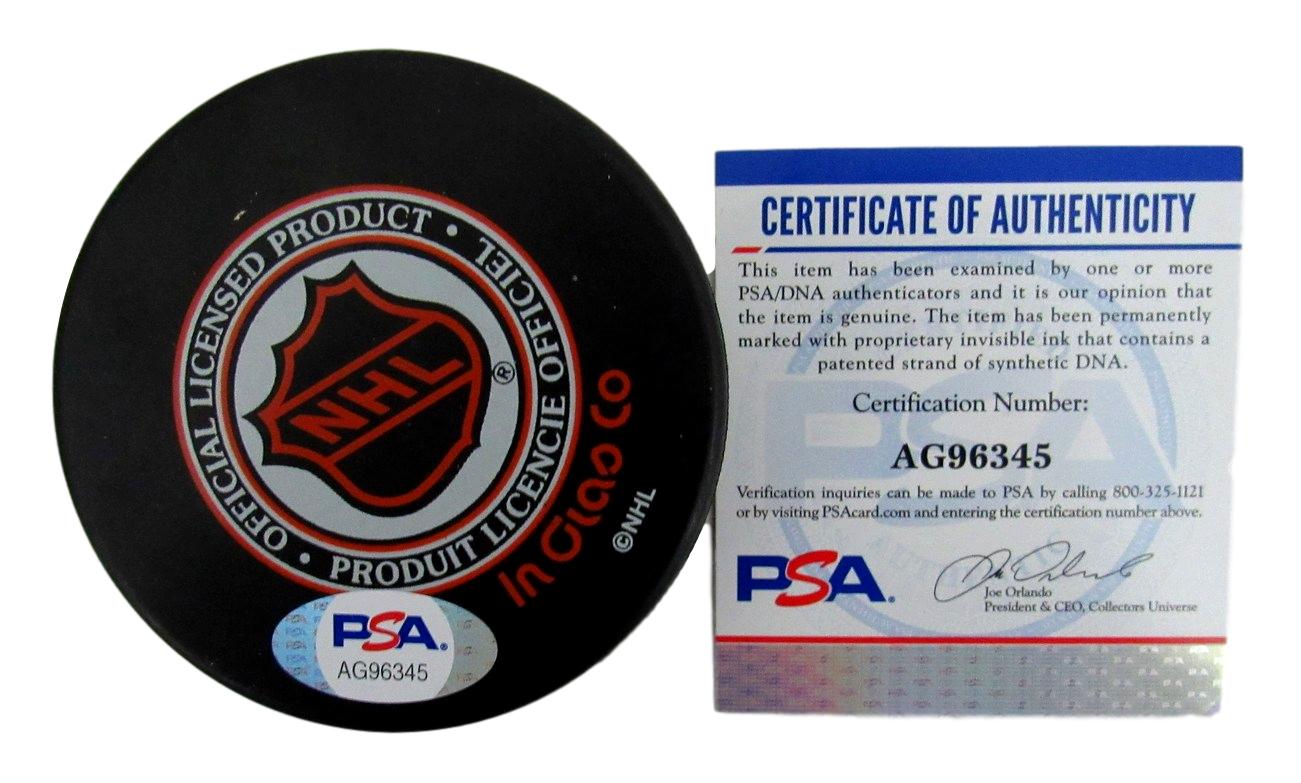 OFFICIAL LICENSED PRODUCT • PRODUIT LICENCIE OFFICIEL •
NHL
®
In Glas Co
©NHL
PSA.
AG96345
CERTIFICATE OF AUTHENTICITY
This item has been examined by one or more
PSA/DNA authenticators and it is our opinion that
the item is genuine. The item has been permanently
marked with proprietary invisible ink that contains a
patented strand of synthetic DNA.
Certification Number:
AG96345
Verification inquiries can be made to PSA by calling 800-325-1121
or by visiting PSAcard.com and entering the certification number above.
PSA.
Joe Orlando
President & CEO, Collectors Universe